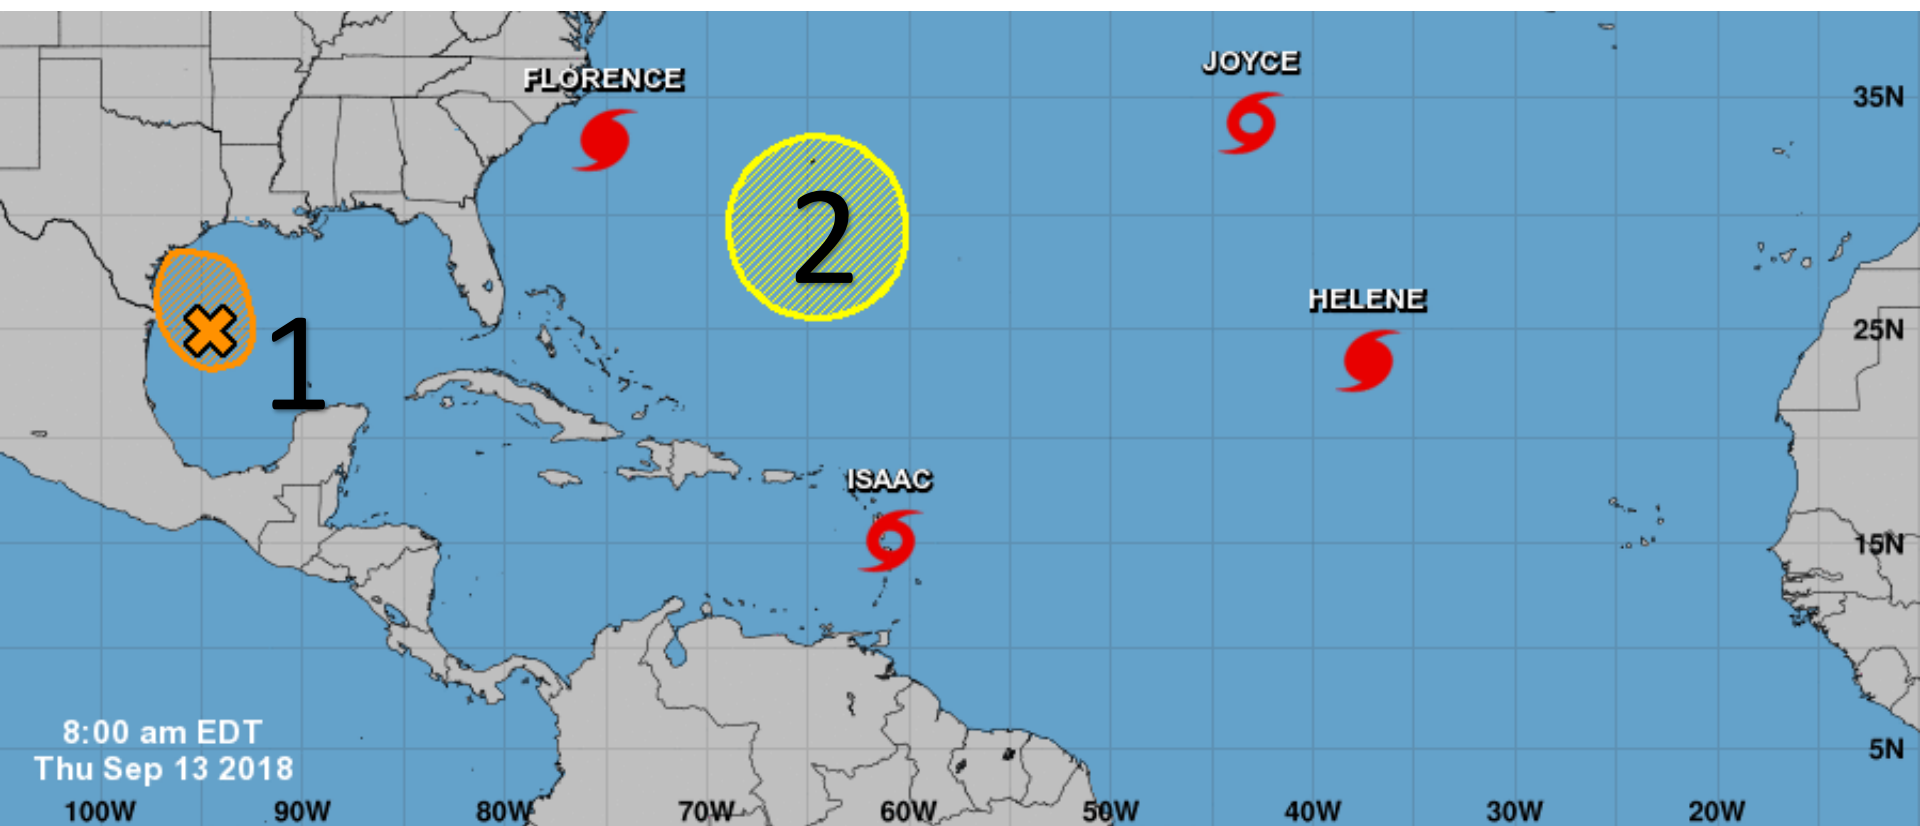 JOYCE
FLORENCE
35N
2
HELENE
25N
1
ISAAC
15N
8:00 am EDT
Thu Sep 13 2018
5N
100W 90W 80W 70W 60W 50W 40W 30W 20W